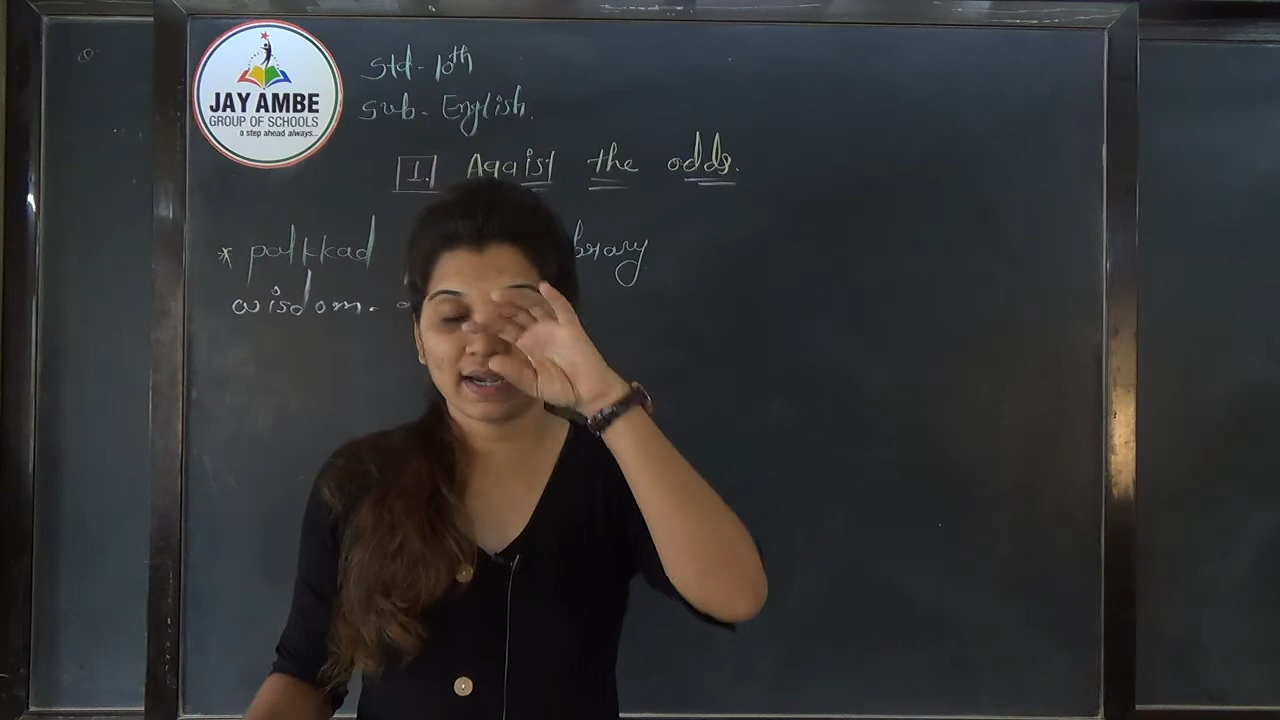 JAY AMBE
GROUP OF SCHOOLS
a step ahead always...
Std - 10th
Sub - English.
1. Agaist the odds.
* palkkad brary
wisdom.